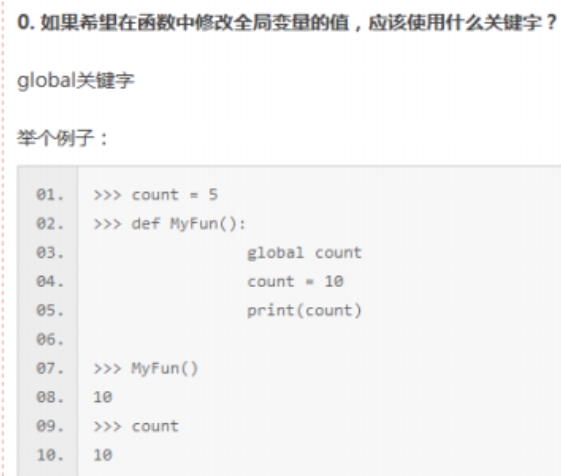 0. 如果希望在函数中修改全局变量的值，应该使用什么关键字？
global关键字
举个例子：
01. >>> count = 5
02. >>> def MyFun():
03. global count
04. count = 10
05. print(count)
06.
07. >>> MyFun()
08. 10
09. >>> count
10. 10